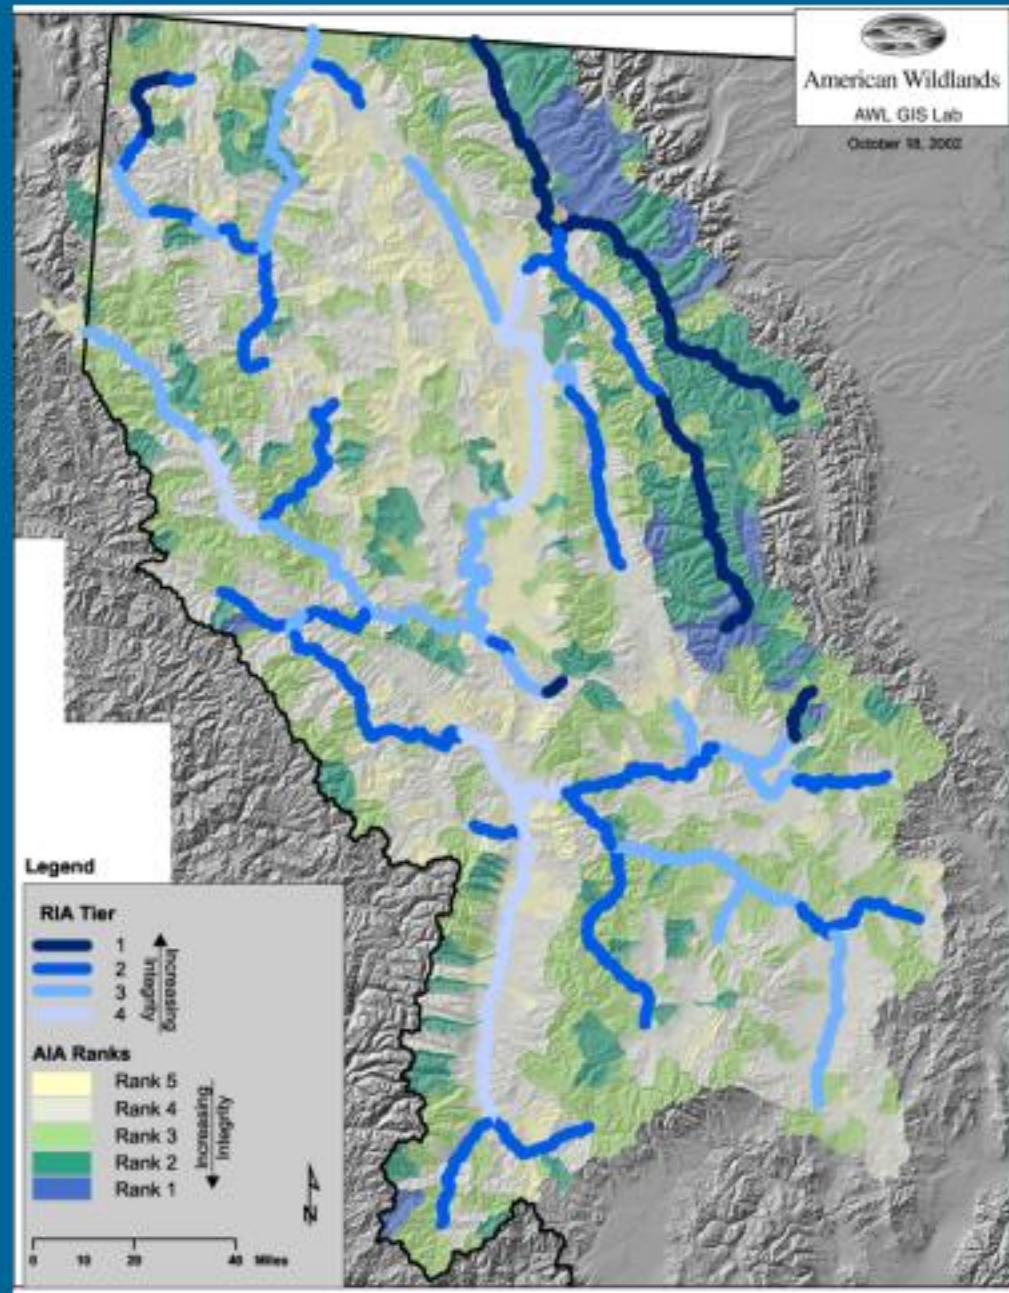 American Wildlands
AWL GIS Lab
October 18, 2002
Legend
RIA Tier
1
2
3
4
Increasing
Integrity
AIA Ranks
Rank 5
Rank 4
Rank 3
Rank 2
Rank 1
Increasing
Integrity
N
0 10 20 40 Miles